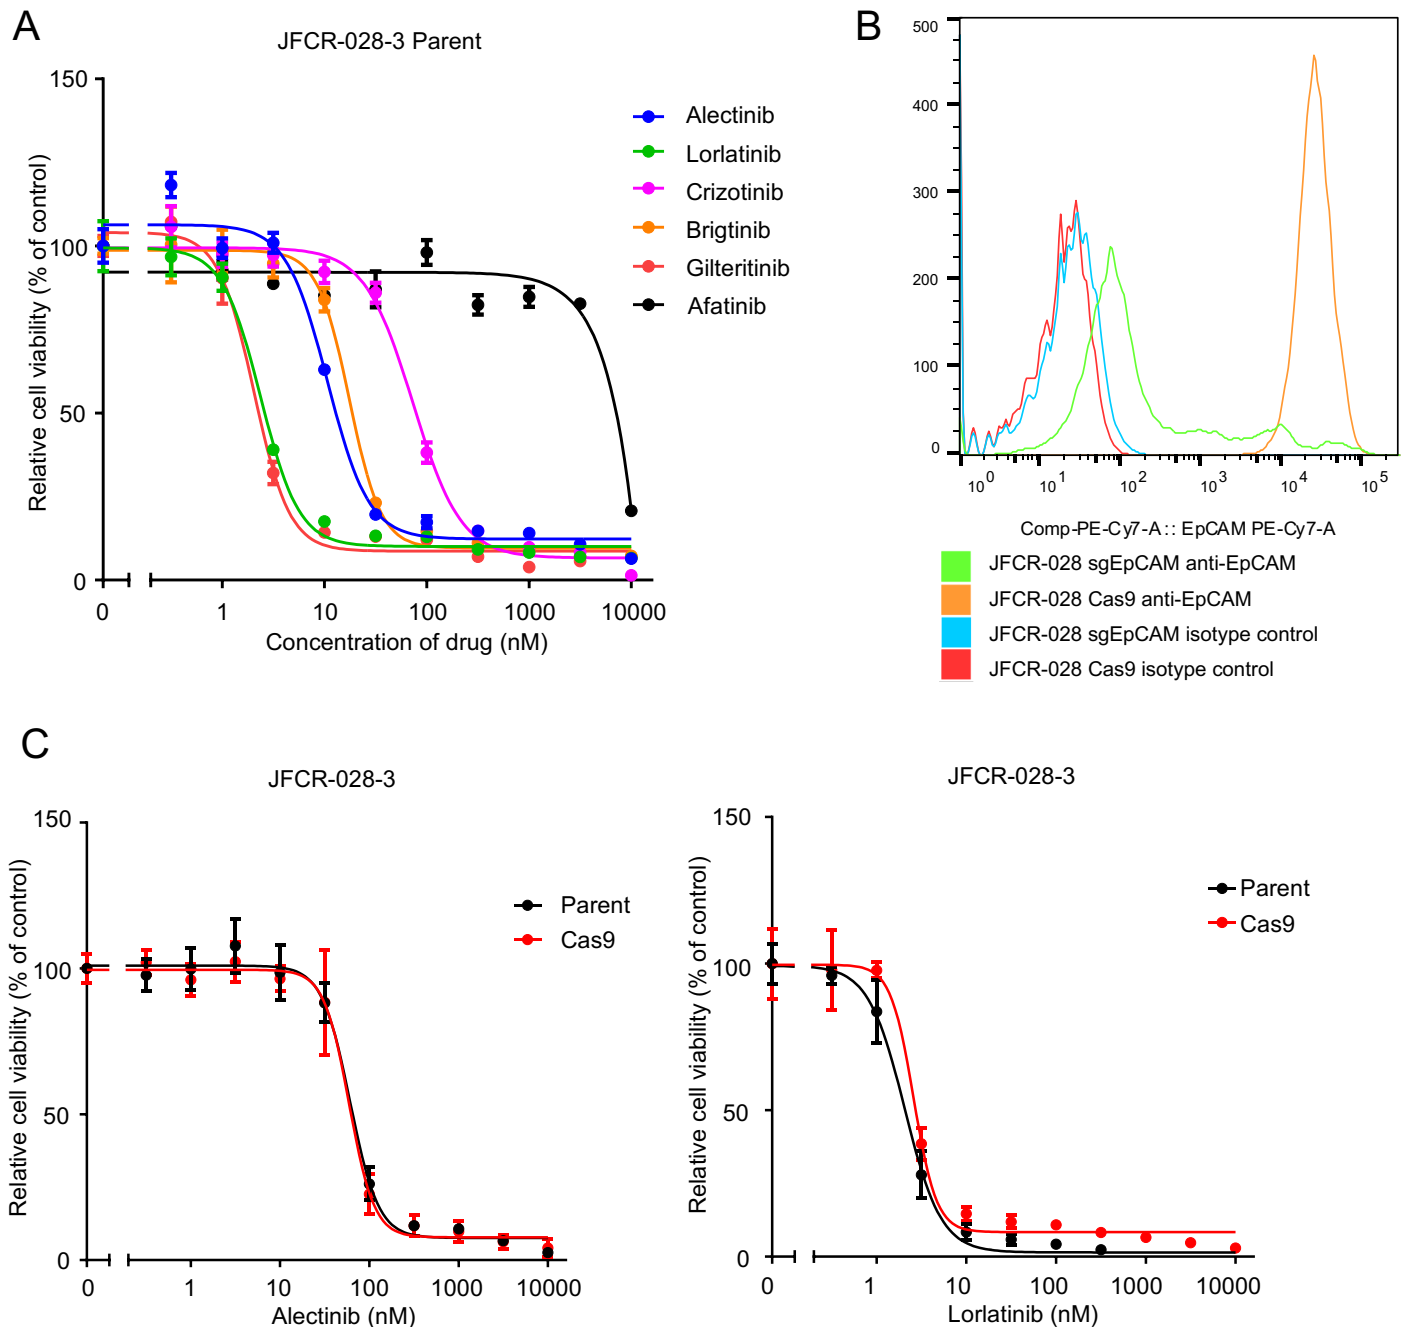 A
JFCR-028-3 Parent
150
100
50
0
Relative cell viability (% of control)
0
1
10
100
1000
10000
Concentration of drug (nM)
Alectinib
Lorlatinib
Crizotinib
Brigtinib
Gilteritinib
Afatinib
B
500
400
300
200
100
0
10^0
10^1
10^2
10^3
10^4
10^5
Comp-PE-Cy7-A:: EpCAM PE-Cy7-A
JFCR-028 sgEpCAM anti-EpCAM
JFCR-028 Cas9 anti-EpCAM
JFCR-028 sgEpCAM isotype control
JFCR-028 Cas9 isotype control
C
JFCR-028-3
150
100
50
0
Relative cell viability (% of control)
0
1
10
100
1000
10000
Alectinib (nM)
Parent
Cas9
JFCR-028-3
150
100
50
0
Relative cell viability (% of control)
0
1
10
100
1000
10000
Lorlatinib (nM)
Parent
Cas9